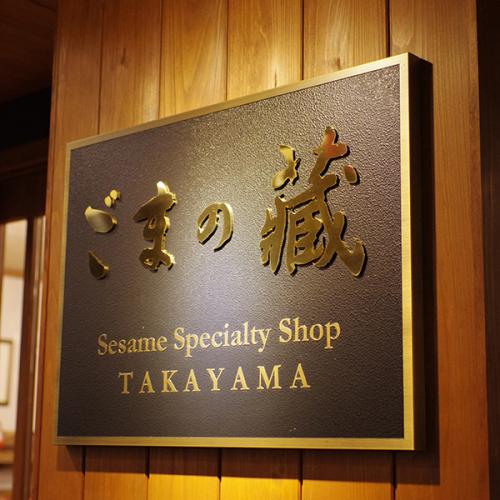 ごまの蔵
Sesame Specialty Shop
TAKAYAMA